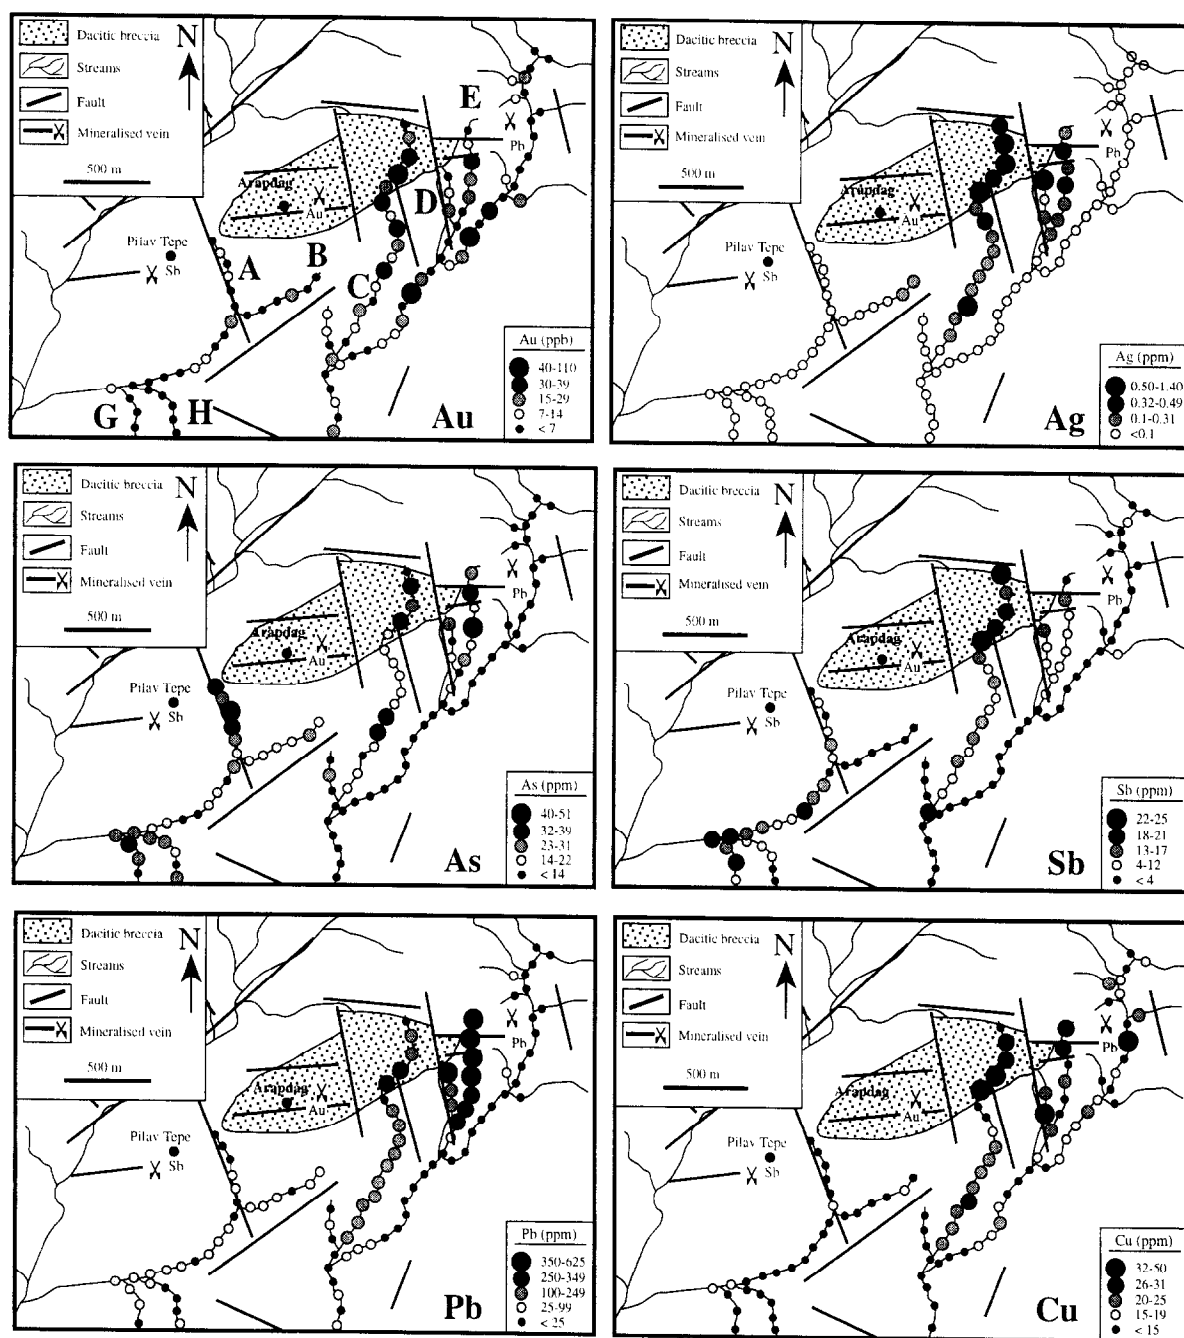 Dacitic breccia
Streams
Fault
Mineralised vein
500 m
N
E
Pb
Arapdag
Au
D
Pilav Tepe
Sb
A
B
C
G
H
Au
Au (ppb)
40-110
30-39
15-29
7-14
< 7
Dacitic breccia
Streams
Fault
Mineralised vein
500 m
N
Pb
Arapdag
Au
Pilav Tepe
Sb
Ag
Ag (ppm)
0.50-1.40
0.32-0.49
0.1-0.31
<0.1
Dacitic breccia
Streams
Fault
Mineralised vein
500 m
N
Pb
Arapdag
Au
Pilav Tepe
Sb
As
As (ppm)
40-51
32-39
23-31
14-22
< 14
Dacitic breccia
Streams
Fault
Mineralised vein
500 m
N
Pb
Arapdag
Au
Pilav Tepe
Sb
Sb
Sb (ppm)
22-25
18-21
13-17
4-12
< 4
Dacitic breccia
Streams
Fault
Mineralised vein
500 m
N
Pb
Arapdag
Au
Pilav Tepe
Sb
Pb
Pb (ppm)
350-625
250-349
100-249
25-99
< 25
Dacitic breccia
Streams
Fault
Mineralised vein
500 m
N
Pb
Arapdag
Au
Pilav Tepe
Sb
Cu
Cu (ppm)
32-50
26-31
20-25
15-19
< 15